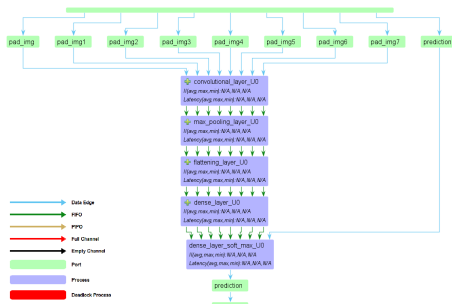 pad_img
pad_img1
pad_img2
pad_img3
pad_img4
pad_img5
pad_img6
pad_img7
prediction
convolutional_layer_U0
II(avg,max,min):N/A,N/A,N/A
Latency(avg,max,min):N/A,N/A,N/A
max_pooling_layer_U0
II(avg,max,min):N/A,N/A,N/A
Latency(avg,max,min):N/A,N/A,N/A
flattening_layer_U0
II(avg,max,min):N/A,N/A,N/A
Latency(avg,max,min):N/A,N/A,N/A
dense_layer_U0
II(avg,max,min):N/A,N/A,N/A
Latency(avg,max,min):N/A,N/A,N/A
dense_layer_soft_max_U0
II(avg,max,min):N/A,N/A,N/A
Latency(avg,max,min):N/A,N/A,N/A
prediction
Data Edge
FIFO
PIPO
Full Channel
Empty Channel
Port
Process
Deadlock Process